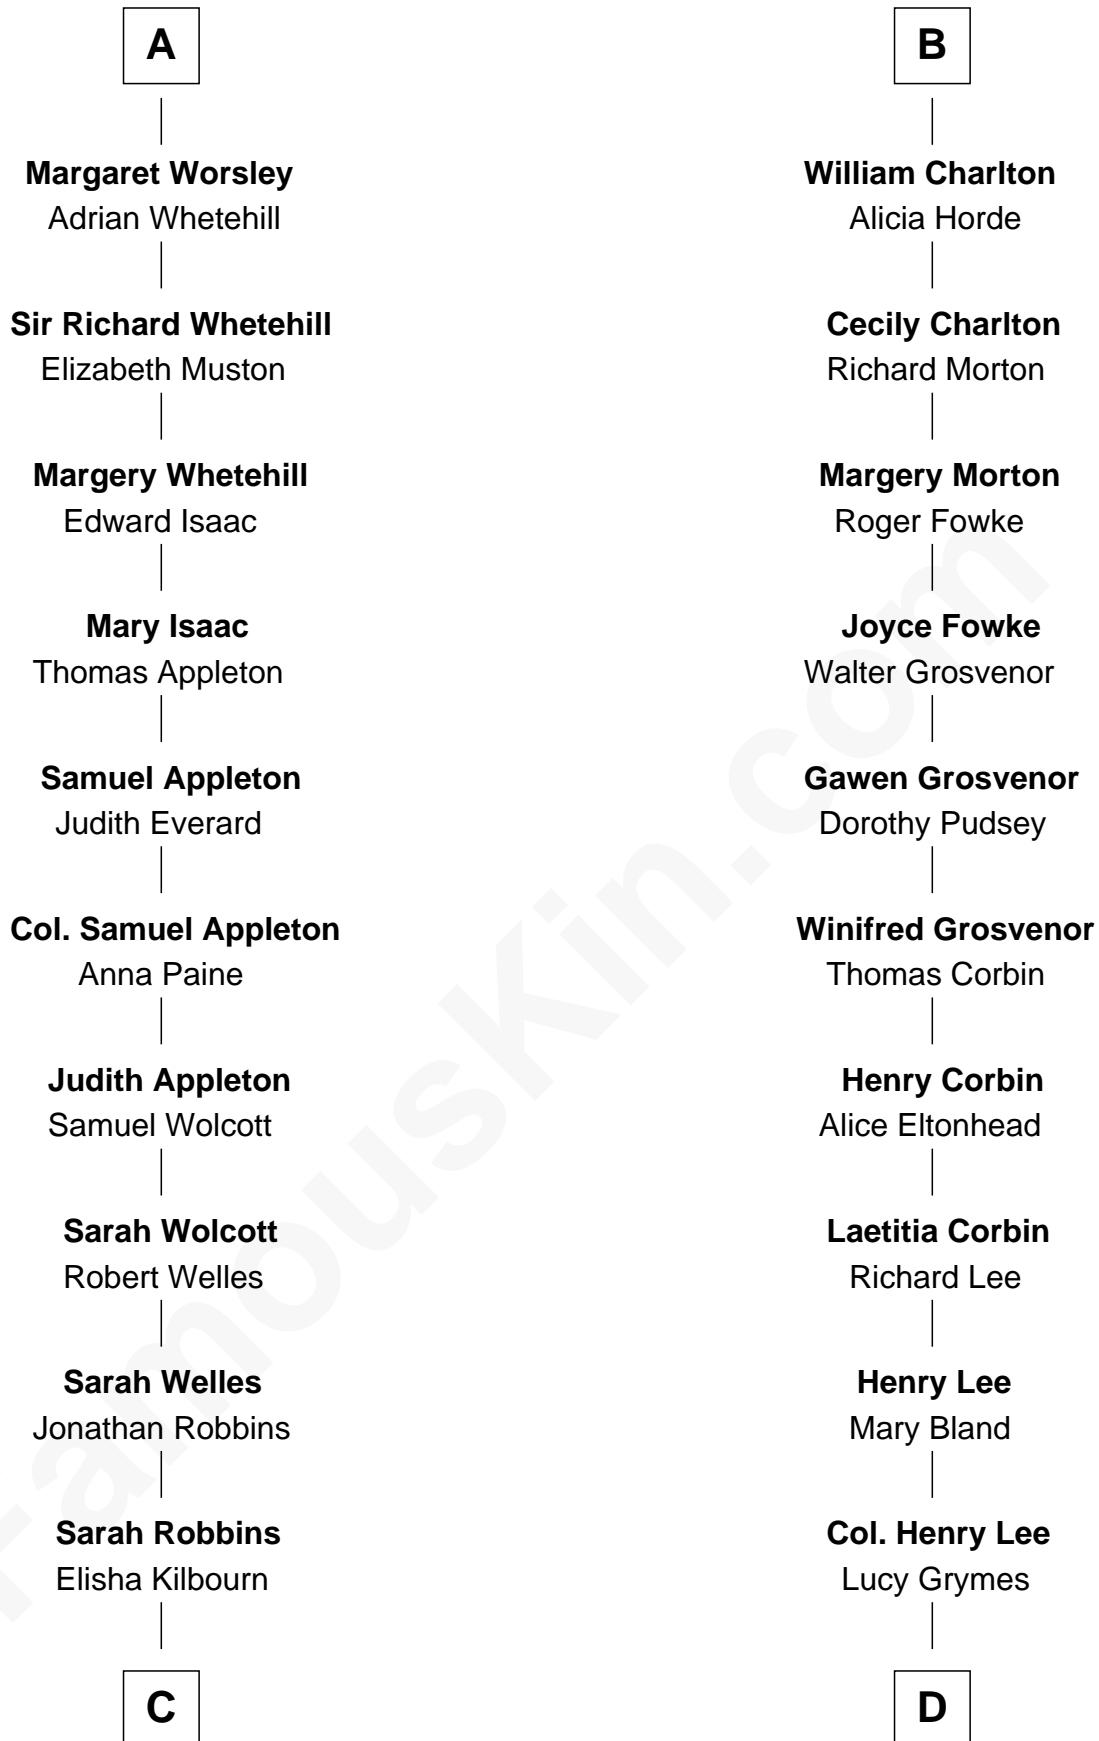 A
Margaret Worsley
Adrian Whetehill
Sir Richard Whetehill
Elizabeth Muston
Margery Whetehill
Edward Isaac
Mary Isaac
Thomas Appleton
Samuel Appleton
Judith Everard
Col. Samuel Appleton
Anna Paine
Judith Appleton
Samuel Wolcott
Sarah Wolcott
Robert Welles
Sarah Welles
Jonathan Robbins
Sarah Robbins
Elisha Kilbourn
C
B
William Charlton
Alicia Horde
Cecily Charlton
Richard Morton
Margery Morton
Roger Fowke
Joyce Fowke
Walter Grosvenor
Gawen Grosvenor
Dorothy Pudsey
Winifred Grosvenor
Thomas Corbin
Henry Corbin
Alice Eltonhead
Laetitia Corbin
Richard Lee
Henry Lee
Mary Bland
Col. Henry Lee
Lucy Grymes
D
FamousKin.com